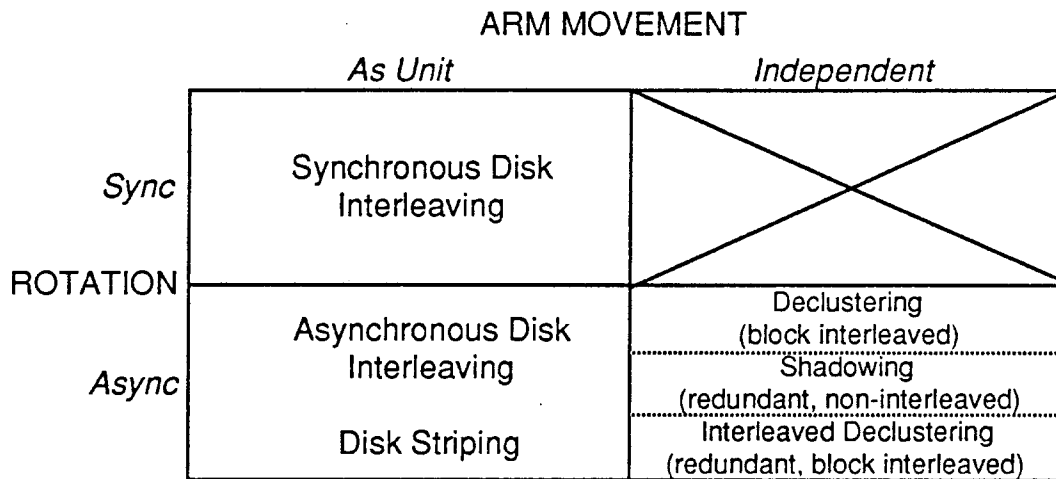 ARM MOVEMENT
As Unit
Independent
Sync
Synchronous Disk
Interleaving
ROTATION
Async
Asynchronous Disk
Interleaving
Disk Striping
Declustering
(block interleaved)
Shadowing
(redundant, non-interleaved)
Interleaved Declustering
(redundant, block interleaved)